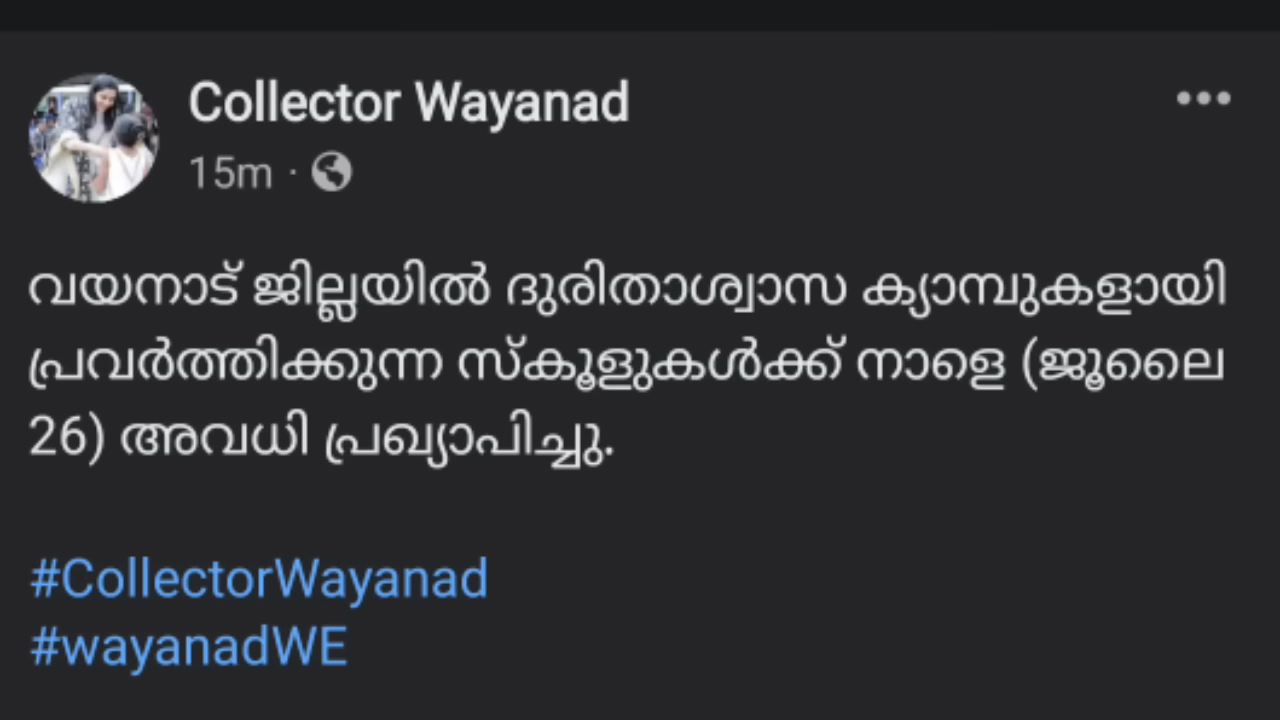 Collector Wayanad
15m ·
വയനാട് ജില്ലയിൽ ദുരിതാശ്വാസ ക്യാമ്പുകളായി
പ്രവർത്തിക്കുന്ന സ്കൂളുകൾക്ക് നാളെ (ജൂലൈ
26) അവധി പ്രഖ്യാപിച്ചു.
#CollectorWayanad
#wayanadWE